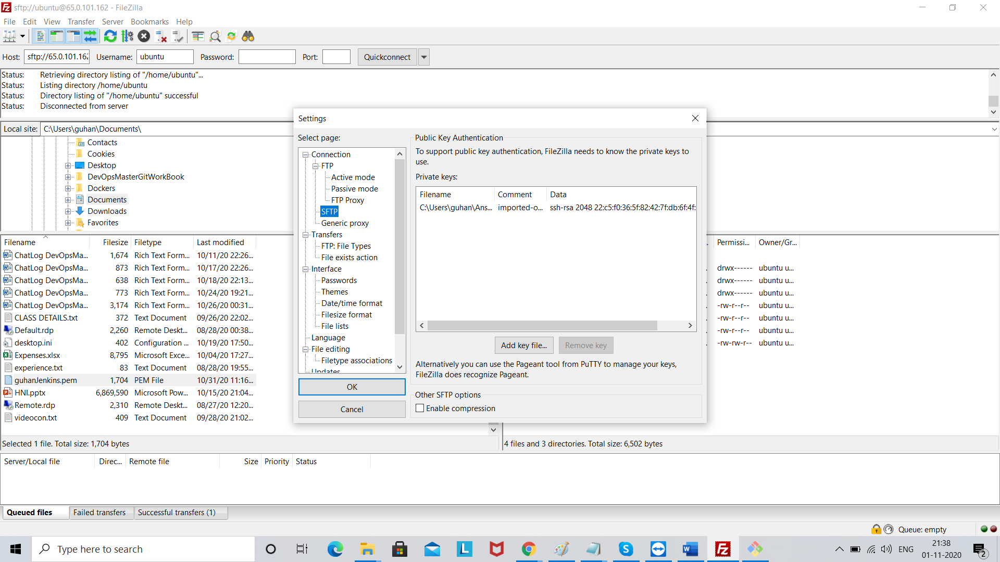 sftp://ubuntu@65.0.101.162 - FileZilla
File Edit View Transfer Server Bookmarks Help
Host: sftp://65.0.101.162 Username: ubuntu Password: Port: Quickconnect
Status: Retrieving directory listing of "/home/ubuntu"...
Status: Listing directory /home/ubuntu
Status: Directory listing of "/home/ubuntu" successful
Status: Disconnected from server
Local site: C:\Users\guhan\Documents\
Contacts
Cookies
Desktop
DevOpsMasterGitWorkBook
Dockers
Documents
Downloads
Favorites
Filename Filesize Filetype Last modified
ChatLog DevOpsMa... 1,674 Rich Text Form... 10/11/20 22:26...
ChatLog DevOpsMa... 873 Rich Text Form... 10/17/20 22:26...
ChatLog DevOpsMa... 638 Rich Text Form... 10/18/20 22:13...
ChatLog DevOpsMa... 773 Rich Text Form... 10/24/20 19:21...
ChatLog DevOpsMa... 3,174 Rich Text Form... 10/26/20 00:31...
CLASS DETAILS.txt 372 Text Document 09/26/20 22:02...
Default.rdp 2,260 Remote Deskt... 08/28/20 00:38...
desktop.ini 402 Configuration ... 10/19/20 17:50...
Expenses.xlsx 8,795 Microsoft Exce... 10/04/20 17:27...
experience.txt 83 Text Document 08/28/20 19:55...
guhanJenkins.pem 1,704 PEM File 10/31/20 11:16...
HNI.pptx 6,869,590 Microsoft Pow... 10/15/20 21:04...
Remote.rdp 2,310 Remote Deskt... 08/27/20 12:20...
videocon.txt 409 Text Document 09/28/20 21:02...
Selected 1 file. Total size: 1,704 bytes
Settings
Select page:
Connection
FTP
Active mode
Passive mode
FTP Proxy
SFTP
Generic proxy
Transfers
FTP: File Types
File exists action
Interface
Passwords
Themes
Date/time format
Filesize format
File lists
Language
File editing
Filetype associations
Updates
OK
Cancel
Public Key Authentication
To support public key authentication, FileZilla needs to know the private keys to
use.
Private keys:
Filename Comment Data
C:\Users\guhan\Ans... imported-o... ssh-rsa 2048 22:c5:f0:36:5f:82:42:7f:db:6f:4f:
Add key file... Remove key
Alternatively you can use the Pageant tool from PuTTY to manage your keys,
FileZilla does recognize Pageant.
Other SFTP options
Enable compression
Permissi... Owner/Gr...
drwx------ ubuntu u...
drwx------ ubuntu u...
drwx------ ubuntu u...
-rw-r--r-- ubuntu u...
-rw-r--r-- ubuntu u...
-rw-r--r-- ubuntu u...
-rw-rw-r-- ubuntu u...
4 files and 3 directories. Total size: 6,502 bytes
Server/Local file Direc... Remote file Size Priority Status
Queued files Failed transfers Successful transfers (1)
Queue: empty
Type here to search
ENG
21:38
01-11-2020
2